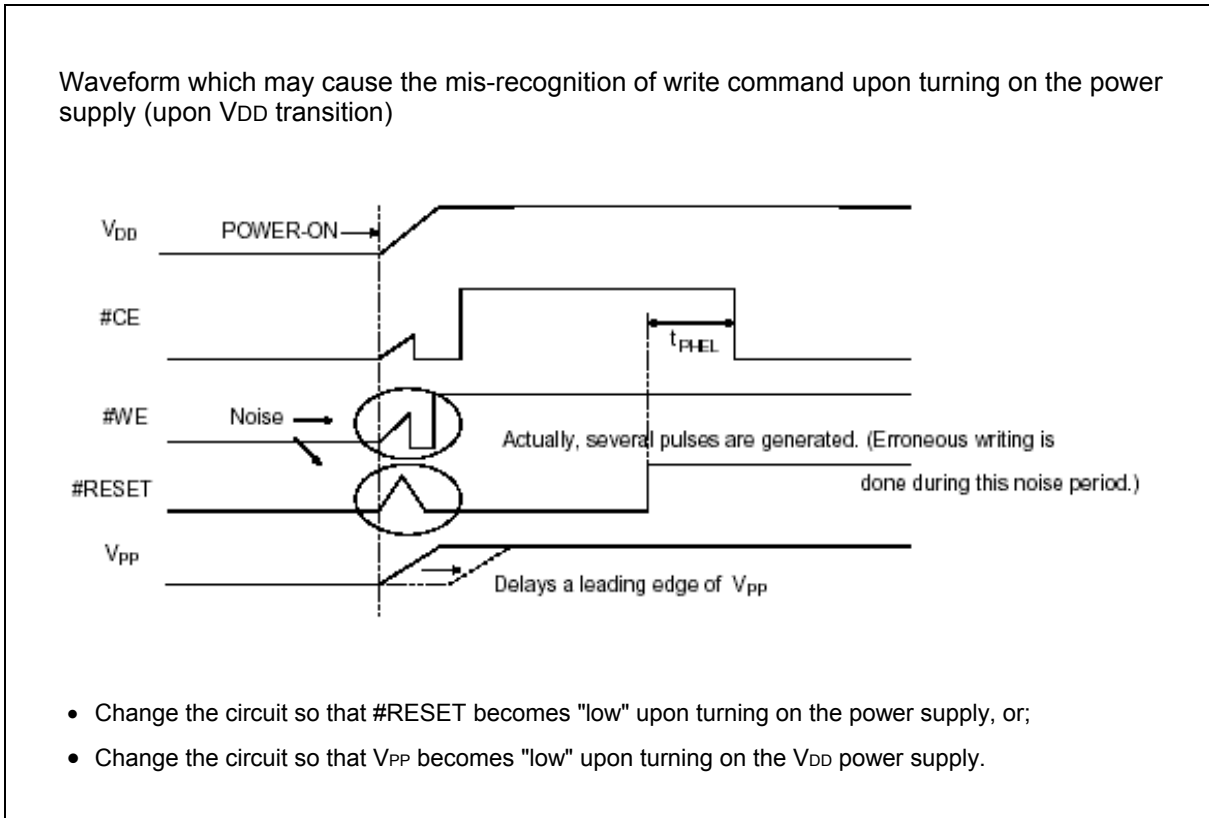 Waveform which may cause the mis-recognition of write command upon turning on the power
supply (upon VDD transition)
VDD
POWER-ON
#CE
tPHEL
#WE
Noise
Actually, several pulses are generated. (Erroneous writing is
done during this noise period.)
#RESET
VPP
Delays a leading edge of VPP
• Change the circuit so that #RESET becomes "low" upon turning on the power supply, or;
• Change the circuit so that VPP becomes "low" upon turning on the VDD power supply.